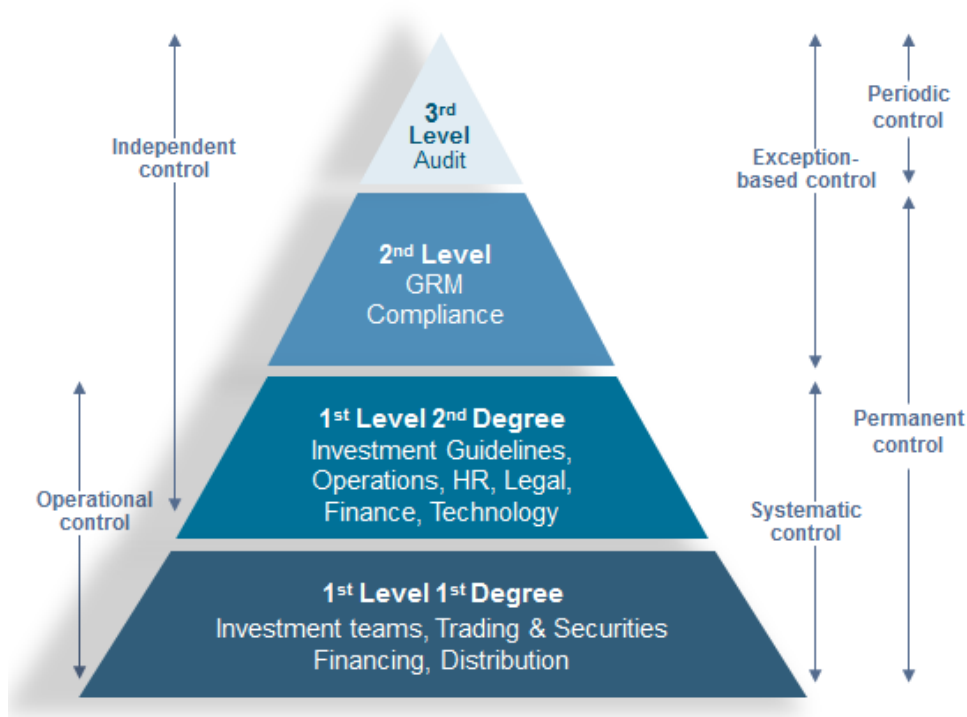 3rd
Level
Audit
2nd Level
GRM
Compliance
1st Level 2nd Degree
Investment Guidelines,
Operations, HR, Legal,
Finance, Technology
1st Level 1st Degree
Investment teams, Trading & Securities
Financing, Distribution
Independent
control
Operational
control
Periodic
control
Exception-
based control
Permanent
control
Systematic
control